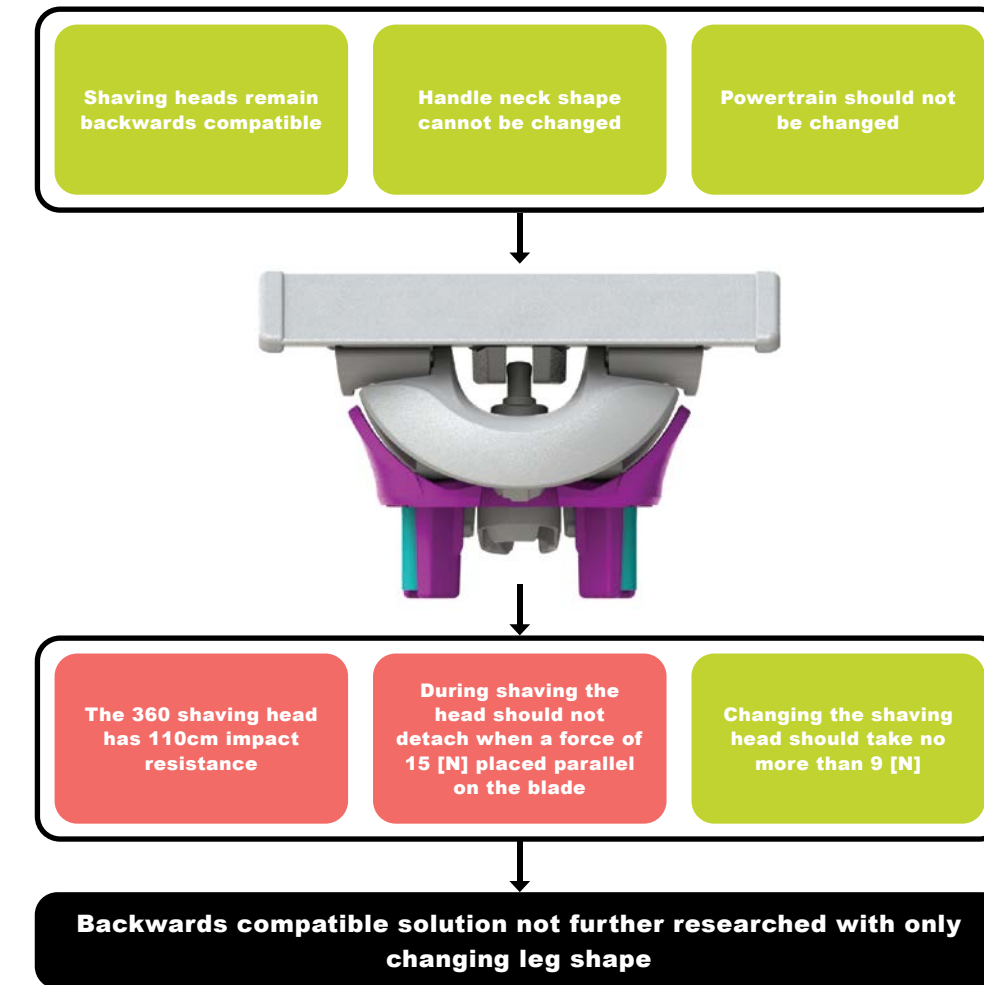 Shaving heads remain
backwards compatible
Handle neck shape
cannot be changed
Powertrain should not
be changed
The 360 shaving head
has 110cm impact
resistance
During shaving the
head should not
detach when a force of
15 [N] placed parallel
on the blade
Changing the shaving
head should take no
more than 9 [N]
Backwards compatible solution not further researched with only
changing leg shape